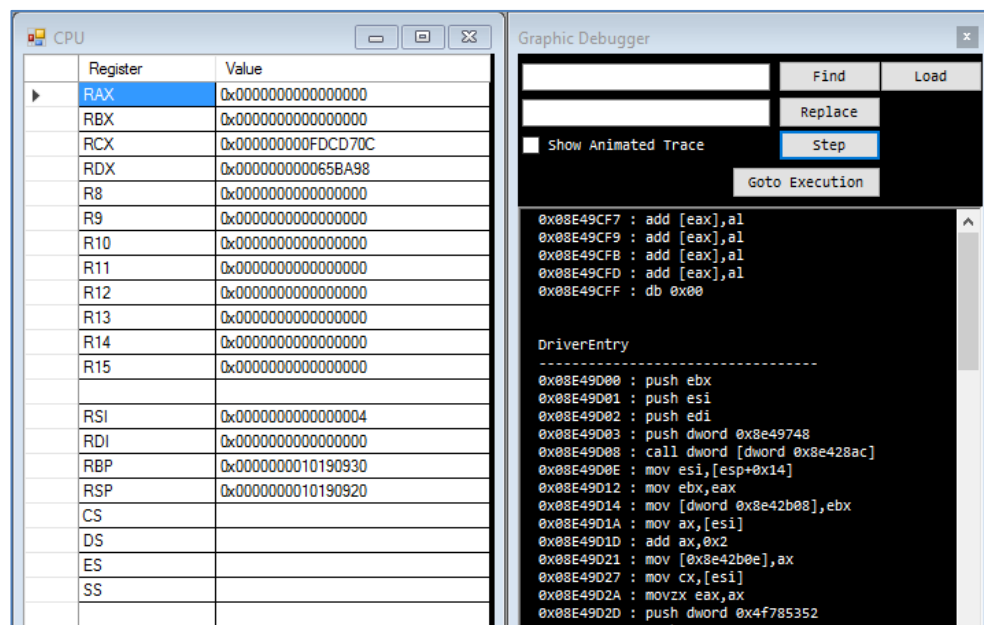 CPU
Register Value
RAX 0x0000000000000000
RBX 0x0000000000000000
RCX 0x000000000FDCD70C
RDX 0x000000000065BA98
R8 0x0000000000000000
R9 0x0000000000000000
R10 0x0000000000000000
R11 0x0000000000000000
R12 0x0000000000000000
R13 0x0000000000000000
R14 0x0000000000000000
R15 0x0000000000000000
RSI 0x0000000000000004
RDI 0x0000000000000000
RBP 0x0000000010190930
RSP 0x0000000010190920
CS
DS
ES
SS
Graphic Debugger
Find Load
Replace
Show Animated Trace Step
Goto Execution
0x08E49CF7 : add [eax],al
0x08E49CF9 : add [eax],al
0x08E49CFB : add [eax],al
0x08E49CFD : add [eax],al
0x08E49CFF : db 0x00
DriverEntry
----------------------------------
0x08E49D00 : push ebx
0x08E49D01 : push esi
0x08E49D02 : push edi
0x08E49D03 : push dword 0x8e49748
0x08E49D08 : call dword [dword 0x8e428ac]
0x08E49D0E : mov esi,[esp+0x14]
0x08E49D12 : mov ebx,eax
0x08E49D14 : mov [dword 0x8e42b08],ebx
0x08E49D1A : mov ax,[esi]
0x08E49D1D : add ax,0x2
0x08E49D21 : mov [0x8e42b0e],ax
0x08E49D27 : mov cx,[esi]
0x08E49D2A : movzx eax,ax
0x08E49D2D : push dword 0x4f785352